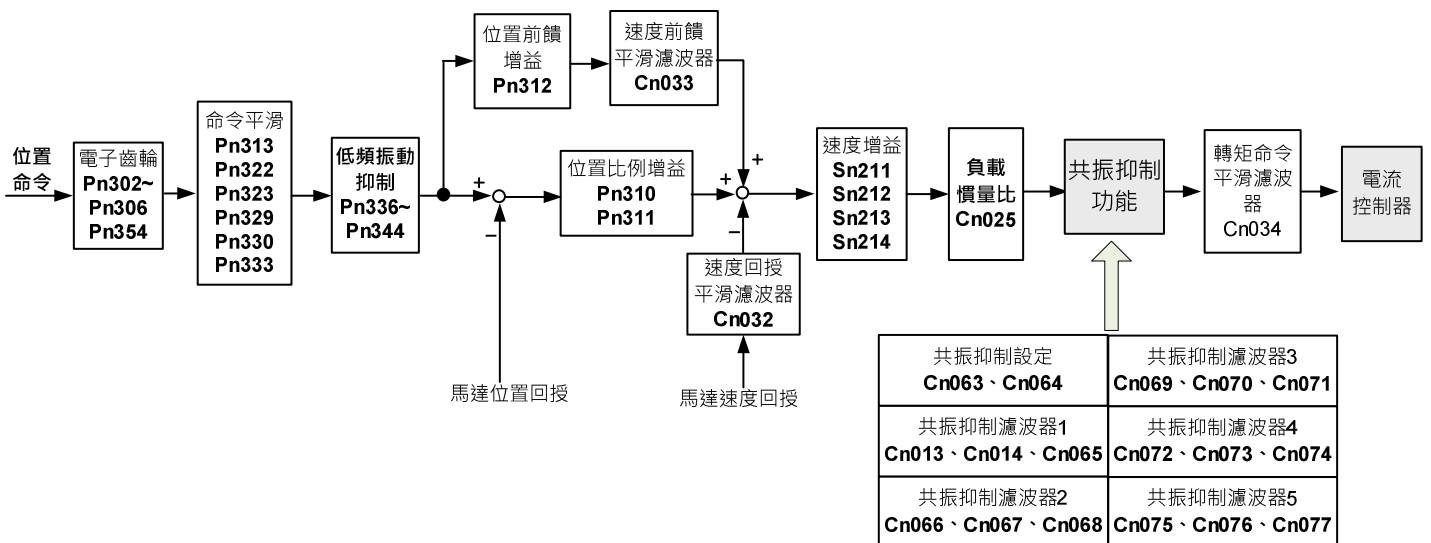 位置
命令
電子齒輪
Pn302~
Pn306
Pn354
命令平滑
Pn313
Pn322
Pn323
Pn329
Pn330
Pn333
低頻振動
抑制
Pn336~
Pn344
位置前饋
增益
Pn312
速度前饋
平滑濾波器
Cn033
+
−
位置比例增益
Pn310
Pn311
+
+
−
速度回授
平滑濾波器
Cn032
馬達位置回授
馬達速度回授
速度增益
Sn211
Sn212
Sn213
Sn214
負載
慣量比
Cn025
共振抑制
功能
轉矩命令
平滑濾波
器
Cn034
電流
控制器
共振抑制設定
Cn063、Cn064
共振抑制濾波器3
Cn069、Cn070、Cn071
共振抑制濾波器1
Cn013、Cn014、Cn065
共振抑制濾波器4
Cn072、Cn073、Cn074
共振抑制濾波器2
Cn066、Cn067、Cn068
共振抑制濾波器5
Cn075、Cn076、Cn077